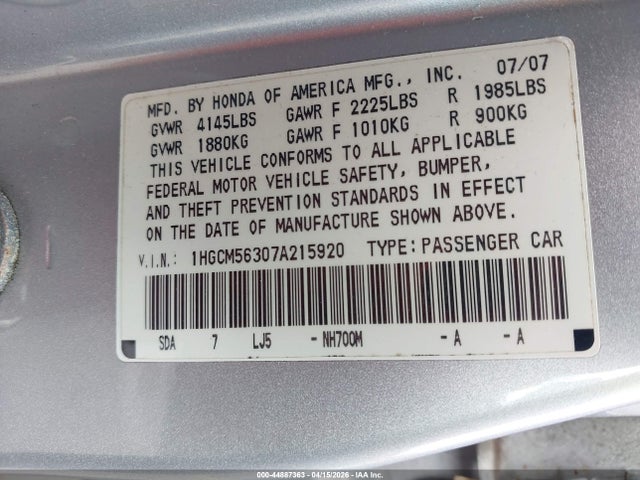 MFD. BY HONDA OF AMERICA MFG., INC. 07/07
GVWR 4145LBS GAWR F 2225LBS R 1985LBS
GVWR 1880KG GAWR F 1010KG R 900KG
THIS VEHICLE CONFORMS TO ALL APPLICABLE
FEDERAL MOTOR VEHICLE SAFETY, BUMPER,
AND THEFT PREVENTION STANDARDS IN EFFECT
ON THE DATE OF MANUFACTURE SHOWN ABOVE.
V.I.N.: 1HGCM56307A215920 TYPE: PASSENGER CAR
SDA 7 LJ5 -NH700M -A -A
000-44887363 04/15/2026 IAA Inc.